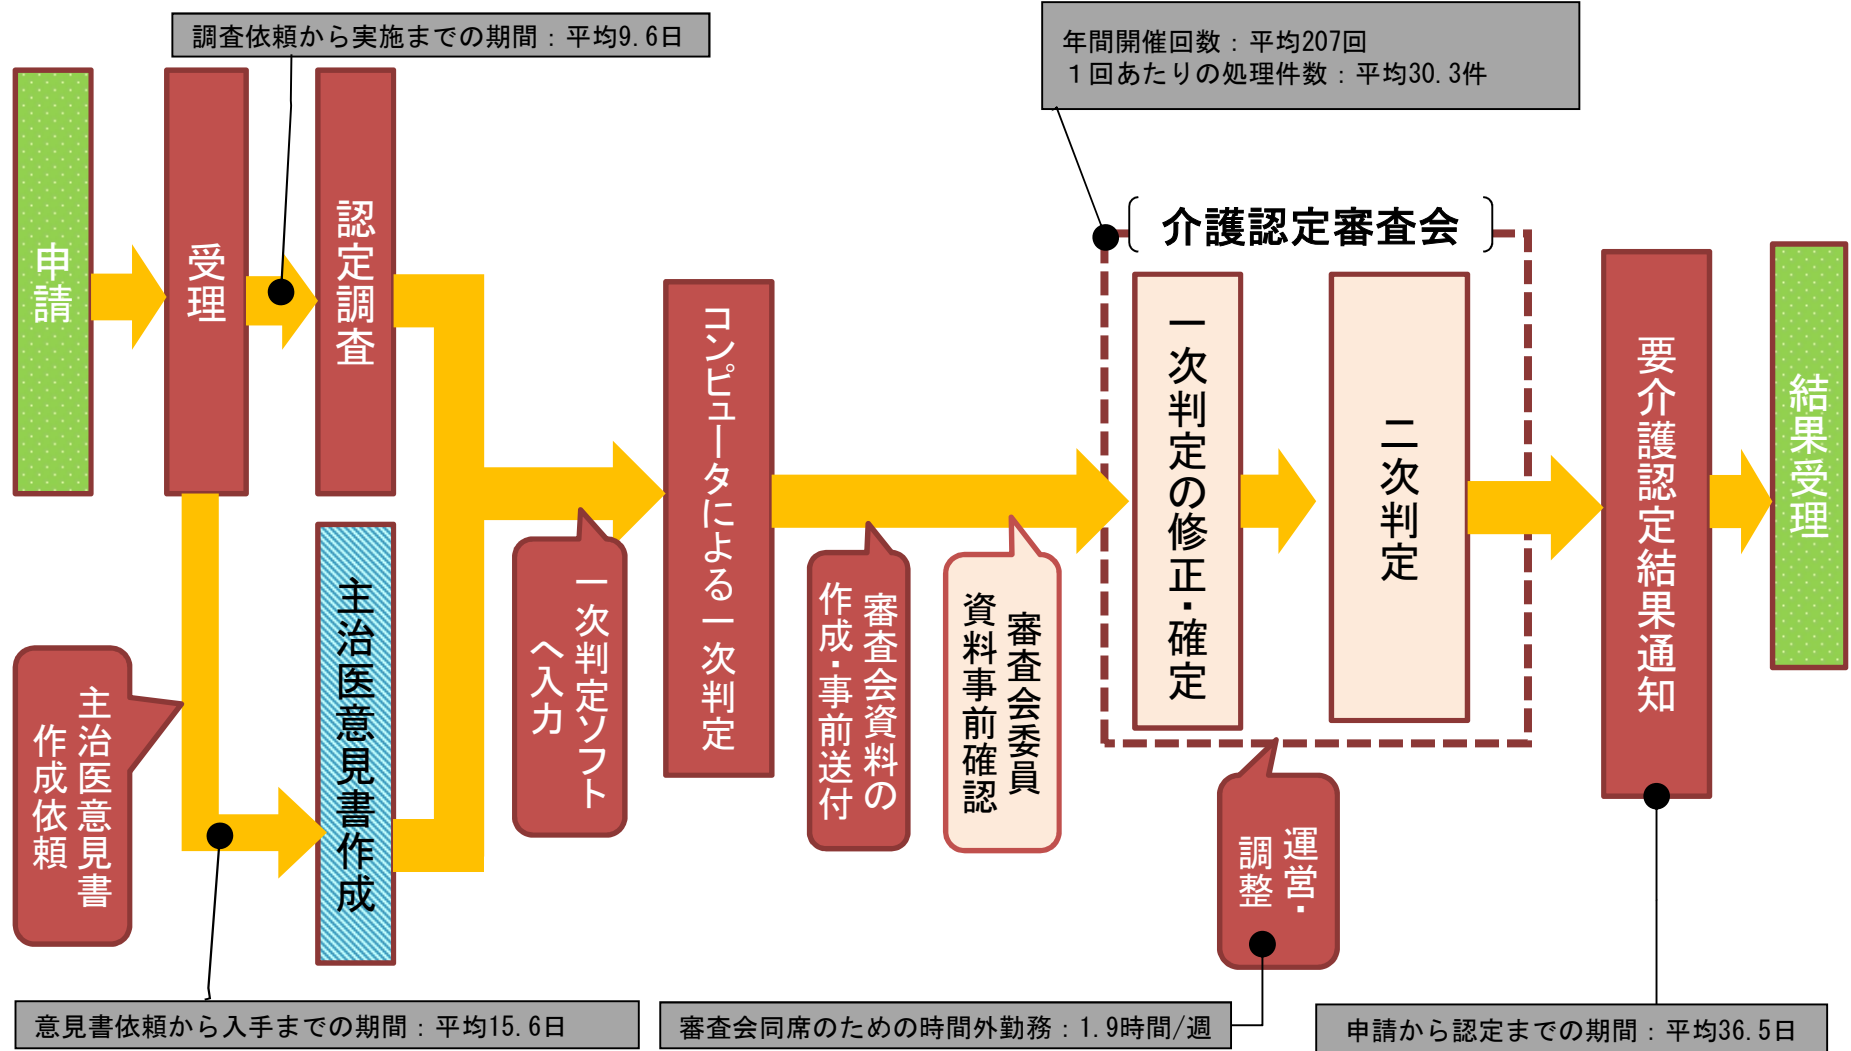 調査依頼から実施までの期間：平均9.6日
年間開催回数：平均207回
１回あたりの処理件数：平均30.3件
申請
受理
認定調査
主治医意見書
作成依頼
主治医意見書作成
一次判定ソフト
へ入力
コンピュータによる一次判定
審査会資料の
作成・事前送付
審査会委員
資料事前確認
介護認定審査会
一次判定の修正・確定
二次判定
運営・
調整
要介護認定結果通知
結果受理
意見書依頼から入手までの期間：平均15.6日
審査会同席のための時間外勤務：1.9時間/週
申請から認定までの期間：平均36.5日